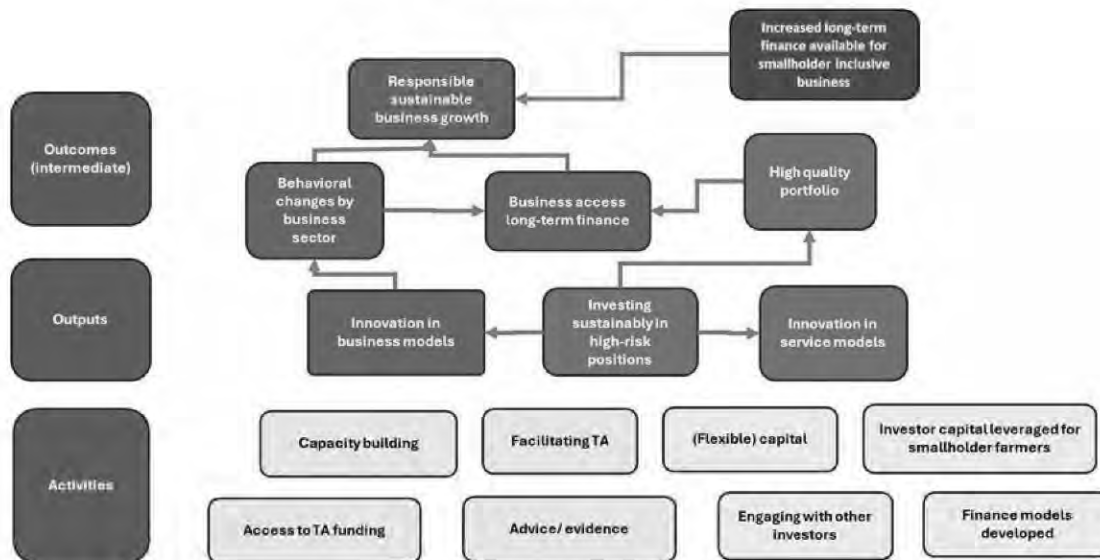 Increased long-term
finance available for
smallholder inclusive
business
Responsible
sustainable
business growth
Outcomes
(intermediate)
Behavioral
changes by
business
sector
Business access
long-term finance
High quality
portfolio
Outputs
Innovation in
business models
Investing
sustainably in
high-risk
positions
Innovation in
service models
Activities
Capacity building
Facilitating TA
(Flexible) capital
Investor capital leveraged for
smallholder farmers
Access to TA funding
Advice/ evidence
Engaging with other
investors
Finance models
developed